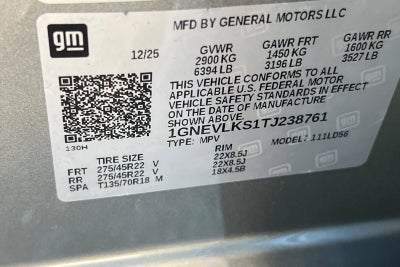 MFD BY GENERAL MOTORS LLC
gm
12/25
GVWR GAWR FRT GAWR RR
2900 KG 1450 KG 1600 KG
6394 LB 3196 LB 3527 LB
THIS VEHICLE CONFORMS TO ALL
APPLICABLE U.S. FEDERAL MOTOR
VEHICLE SAFETY STANDARDS IN EFFECT
ON THE DATE OF MANUFACTURE
SHOWN ABOVE.
1GNEVLKS1TJ238761
TYPE: MPV MODEL: 111LD56
130H
TIRE SIZE RIM
FRT 275/45R22 V 22X8.5J
RR 275/45R22 V 22X8.5J
SPA T135/70R18 M 18X4.5B